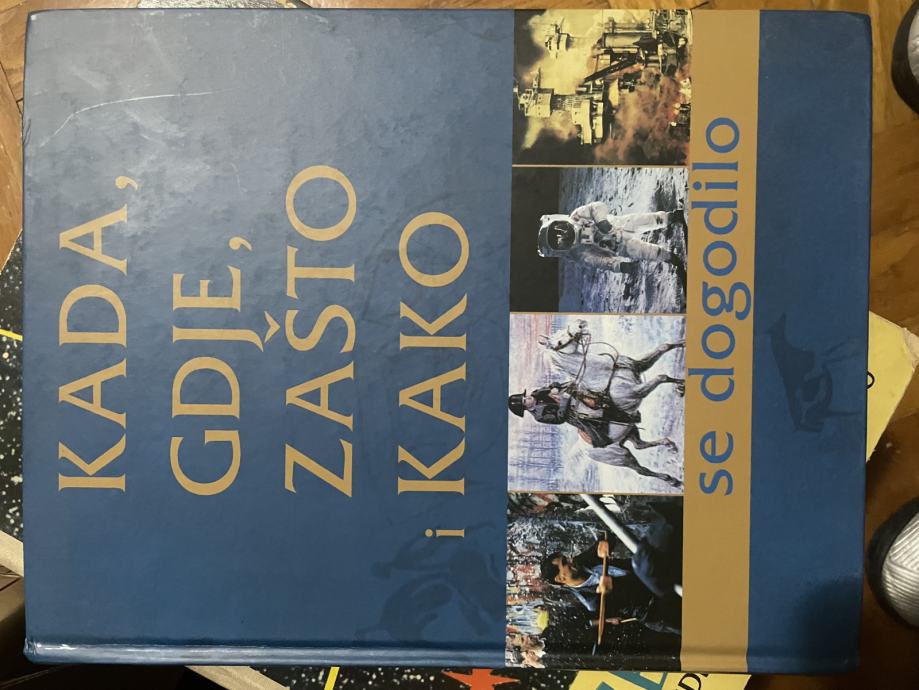 KADA,
GDJE,
ZAŠTO
i KAKO
se dogodilo